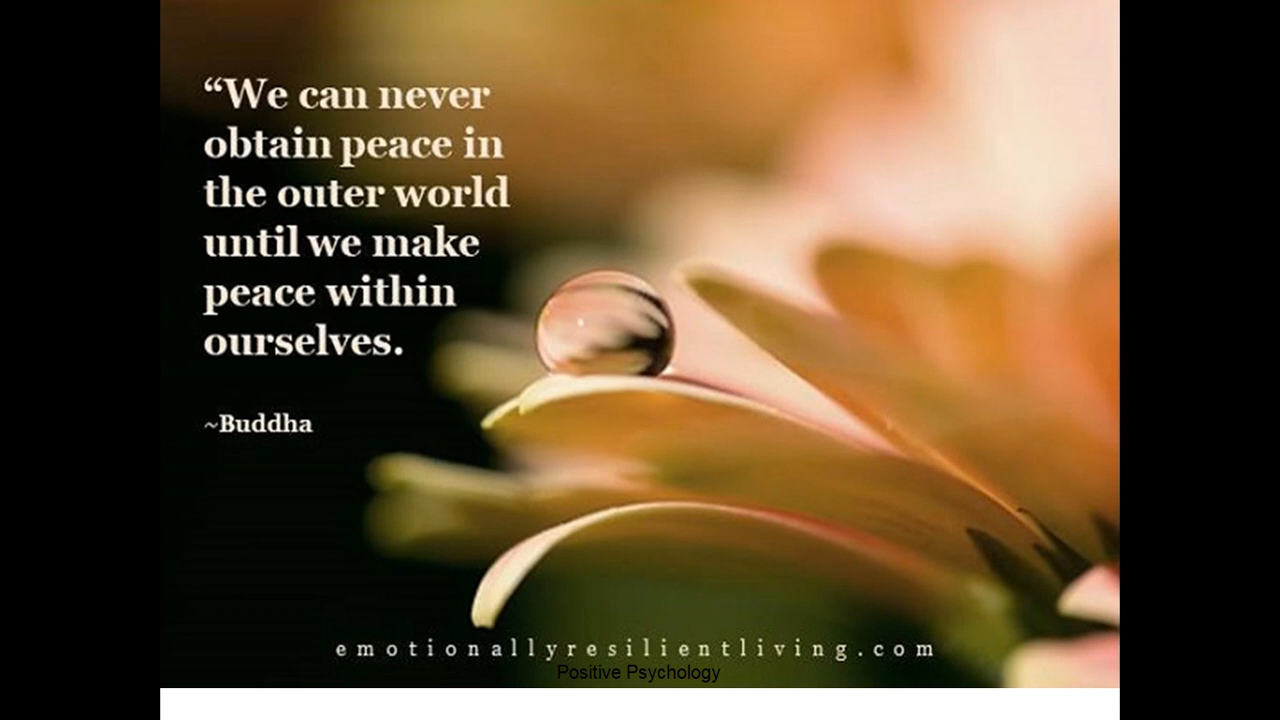 “We can never
obtain peace in
the outer world
until we make
peace within
ourselves.
~Buddha
emotionallyresilientliving.com
Positive Psychology